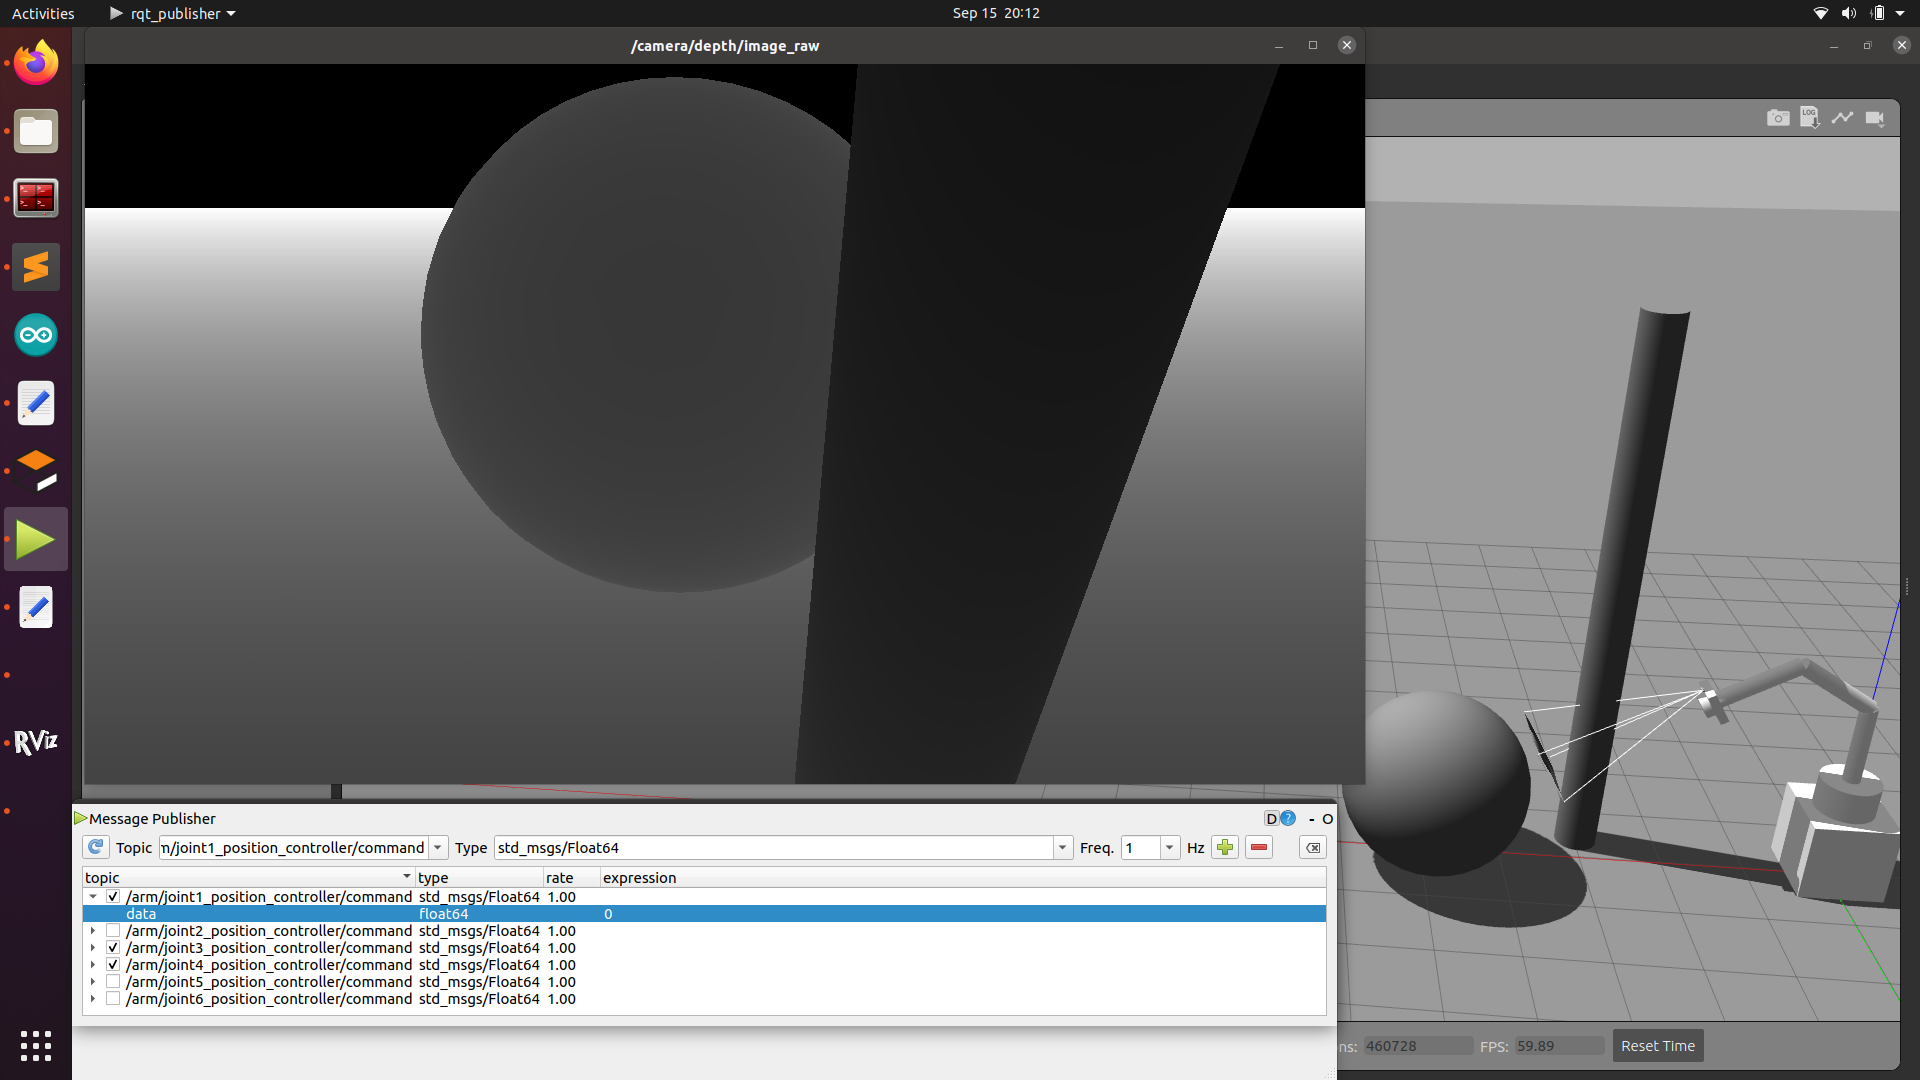 Activities
rqt_publisher
Sep 15 20:12
/camera/depth/image_raw
LOG
RViz
Message Publisher
D ? - O
Topic n/joint1_position_controller/command Type std_msgs/Float64 Freq. 1 Hz
topic type rate expression
/arm/joint1_position_controller/command std_msgs/Float64 1.00
data float64 0
/arm/joint2_position_controller/command std_msgs/Float64 1.00
/arm/joint3_position_controller/command std_msgs/Float64 1.00
/arm/joint4_position_controller/command std_msgs/Float64 1.00
/arm/joint5_position_controller/command std_msgs/Float64 1.00
/arm/joint6_position_controller/command std_msgs/Float64 1.00
ns: 460728 FPS: 59.89 Reset Time